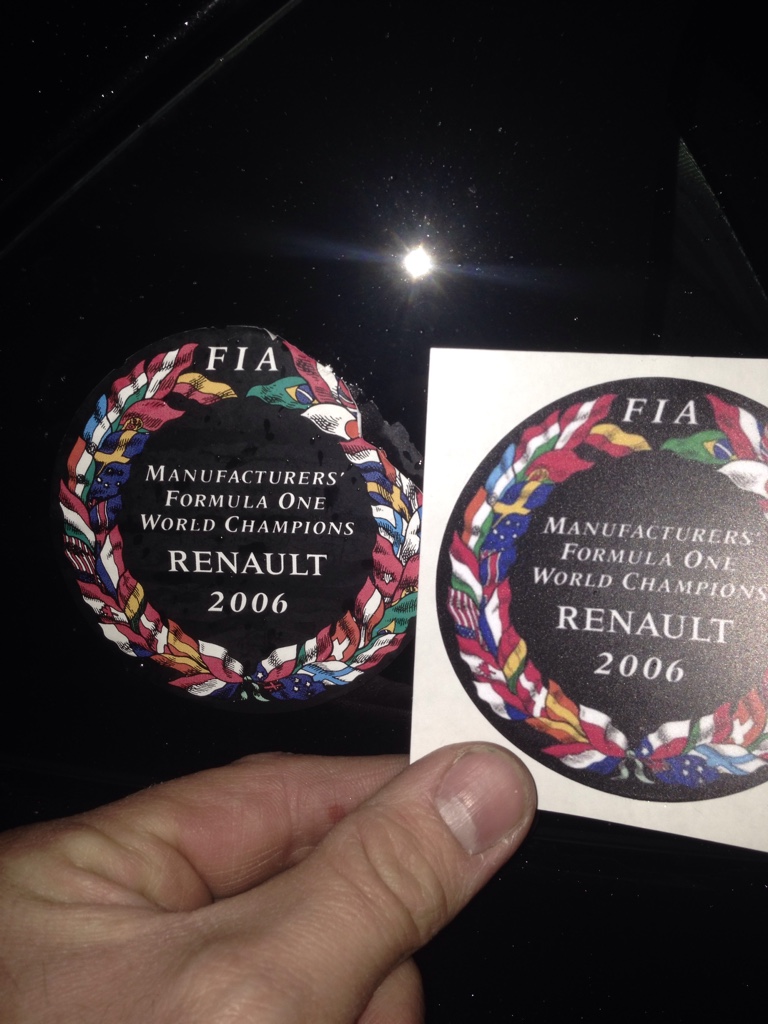 FIA
MANUFACTURERS'
FORMULA ONE
WORLD CHAMPIONS
RENAULT
2006
FIA
MANUFACTURERS'
FORMULA ONE
WORLD CHAMPIONS
RENAULT
2006